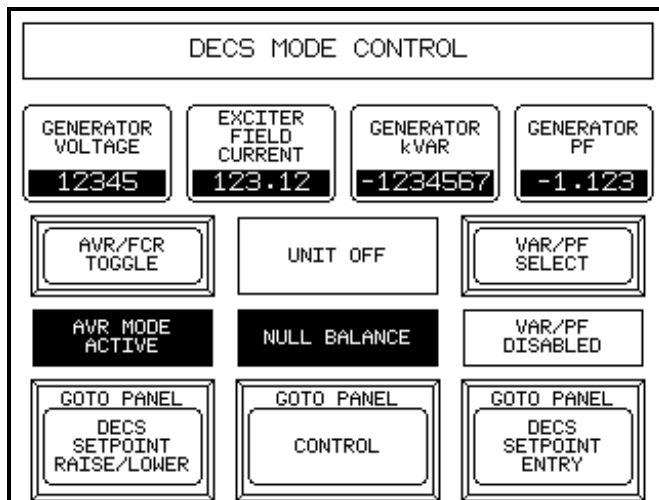 DECS MODE CONTROL
GENERATOR
VOLTAGE
12345
EXCITER
FIELD
CURRENT
123.12
GENERATOR
kVAR
-1234567
GENERATOR
PF
-1.123
AVR/FCR
TOGGLE
UNIT OFF
VAR/PF
SELECT
AVR MODE
ACTIVE
NULL BALANCE
VAR/PF
DISABLED
GOTO PANEL
DECS
SETPOINT
RAISE/LOWER
GOTO PANEL
CONTROL
GOTO PANEL
DECS
SETPOINT
ENTRY